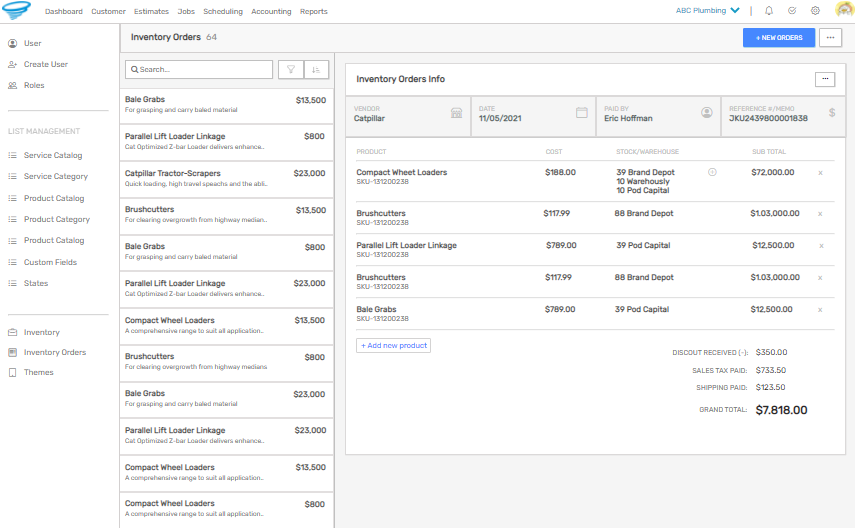 Dashboard Customer Estimates Jobs Scheduling Accounting Reports
ABC Plumbing
User
Create User
Roles
LIST MANAGEMENT
Service Catalog
Service Category
Product Catalog
Product Category
Product Catalog
Custom Fields
States
Inventory
Inventory Orders
Themes
Inventory Orders 64
+ NEW ORDERS
...
Search...
Bale Grabs $13,500
For grasping and carry baled material
Parallel Lift Loader Linkage $800
Cat Optimized Z-bar Loader delivers enhance..
Catpillar Tractor-Scrapers $23,000
Quick loading, high travel speachs and the abli..
Brushcutters $13,500
For clearing overgrowth from highway median..
Bale Grabs $800
For grasping and carry baled material
Parallel Lift Loader Linkage $23,000
Cat Optimized Z-bar Loader delivers enhance..
Compact Wheel Loaders $13,500
A comprehensive range to suit all application..
Brushcutters $800
For clearing overgrowth from highway medians
Bale Grabs $23,000
For grasping and carry baled material
Parallel Lift Loader Linkage $23,000
Cat Optimized Z-bar Loader delivers enhance..
Compact Wheel Loaders $13,500
A comprehensive range to suit all application..
Compact Wheel Loaders $800
A comprehensive range to suit all application..
Inventory Orders Info
...
VENDOR
Catpillar
DATE
11/05/2021
PAID BY
Eric Hoffman
REFERENCE #/MEMO
JKU2439800001838
$
PRODUCT COST STOCK/WAREHOUSE SUB TOTAL
Compact Wheet Loaders $188.00 39 Brand Depot $72,000.00 x
SKU-131200238 10 Warehously
10 Pod Capital
Brushcutters $117.99 88 Brand Depot $1.03,000.00 x
SKU-131200238
Parallel Lift Loader Linkage $789.00 39 Pod Capital $12,500.00 x
SKU-131200238
Brushcutters $117.99 88 Brand Depot $1.03,000.00 x
SKU-131200238
Bale Grabs $789.00 39 Pod Capital $12,500.00 x
SKU-131200238
+ Add new product
DISCOUT RECEIVED (-): $350.00
SALES TAX PAID: $733.50
SHIPPING PAID: $123.50
GRAND TOTAL: $7.818.00